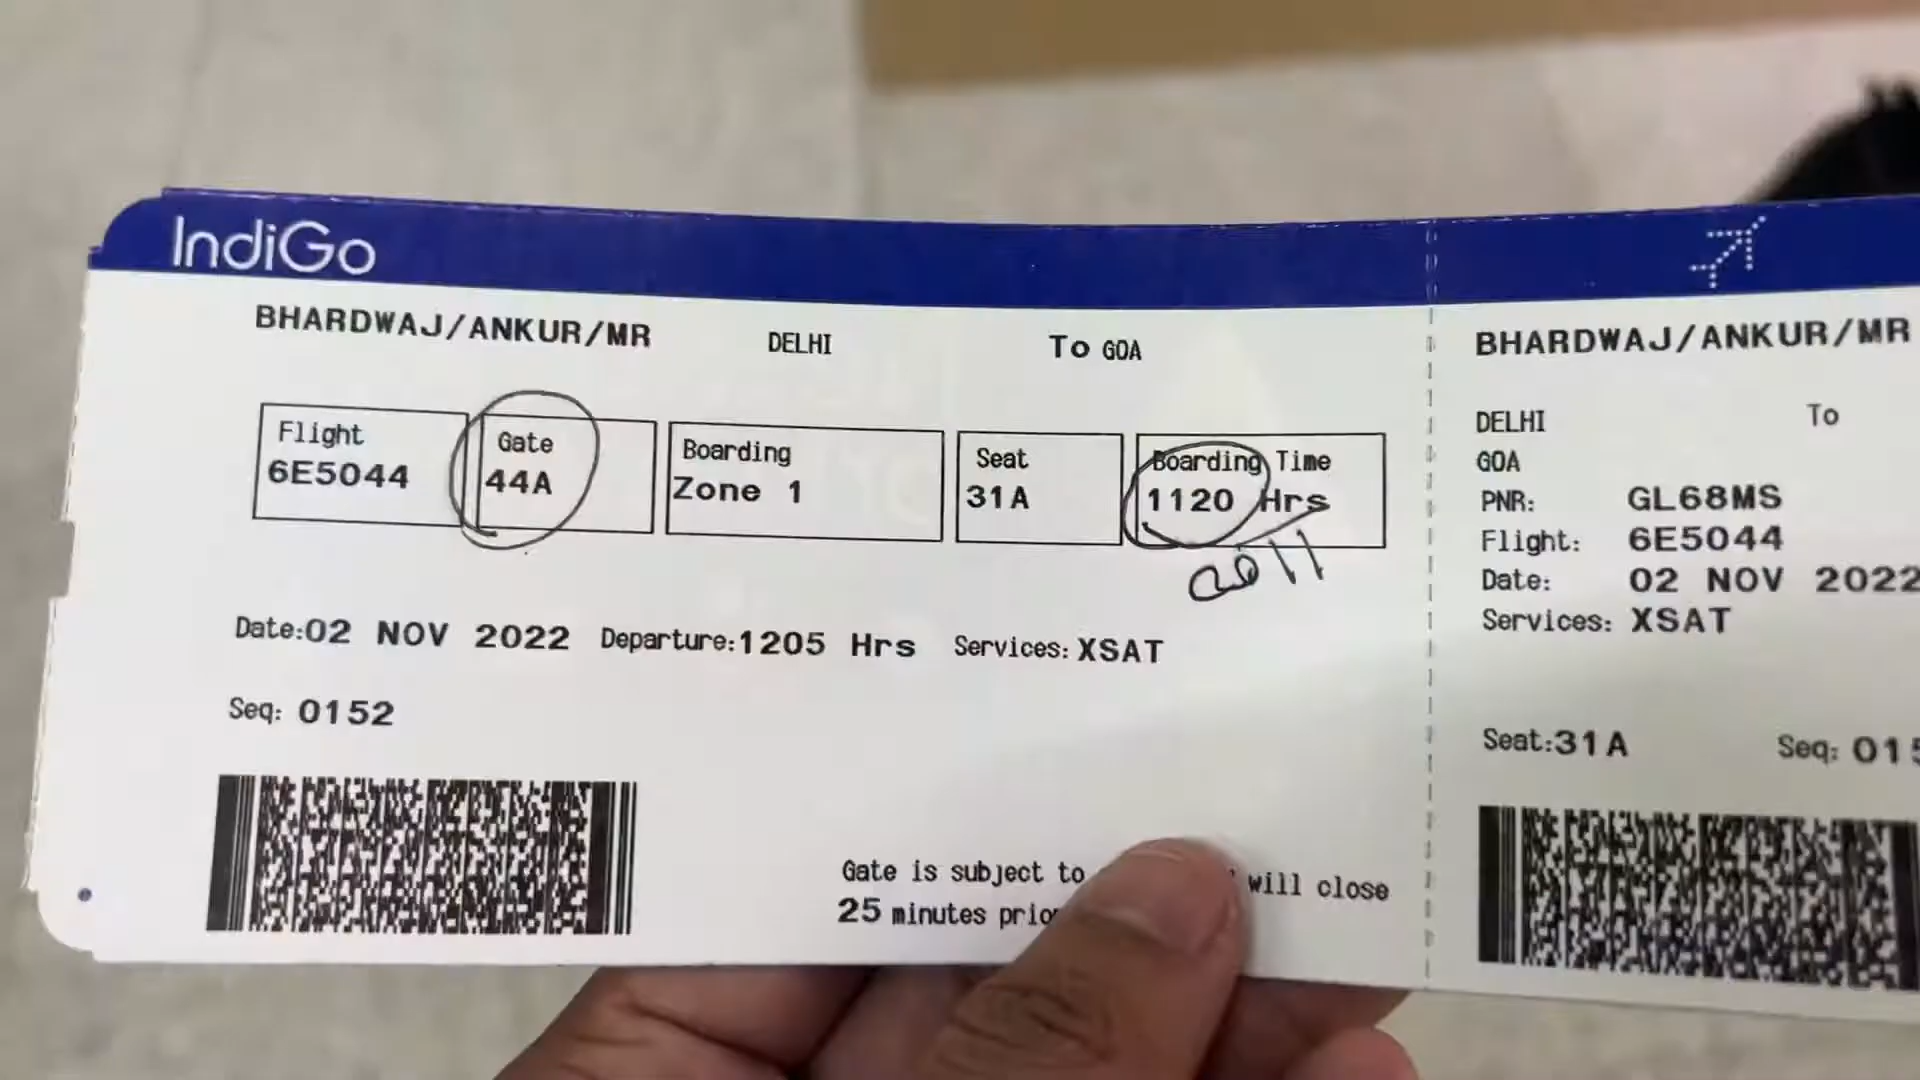 IndiGo
BHARDWAJ/ANKUR/MR DELHI To GOA
Flight Gate Boarding Seat Boarding Time
6E5044 44A Zone 1 31A 1120 Hrs
Date:02 NOV 2022 Departure:1205 Hrs Services: XSAT
Seq: 0152
Gate is subject to will close
25 minutes prior
BHARDWAJ/ANKUR/MR
DELHI To
GOA
PNR: GL68MS
Flight: 6E5044
Date: 02 NOV 2022
Services: XSAT
Seat:31A Seq: 015